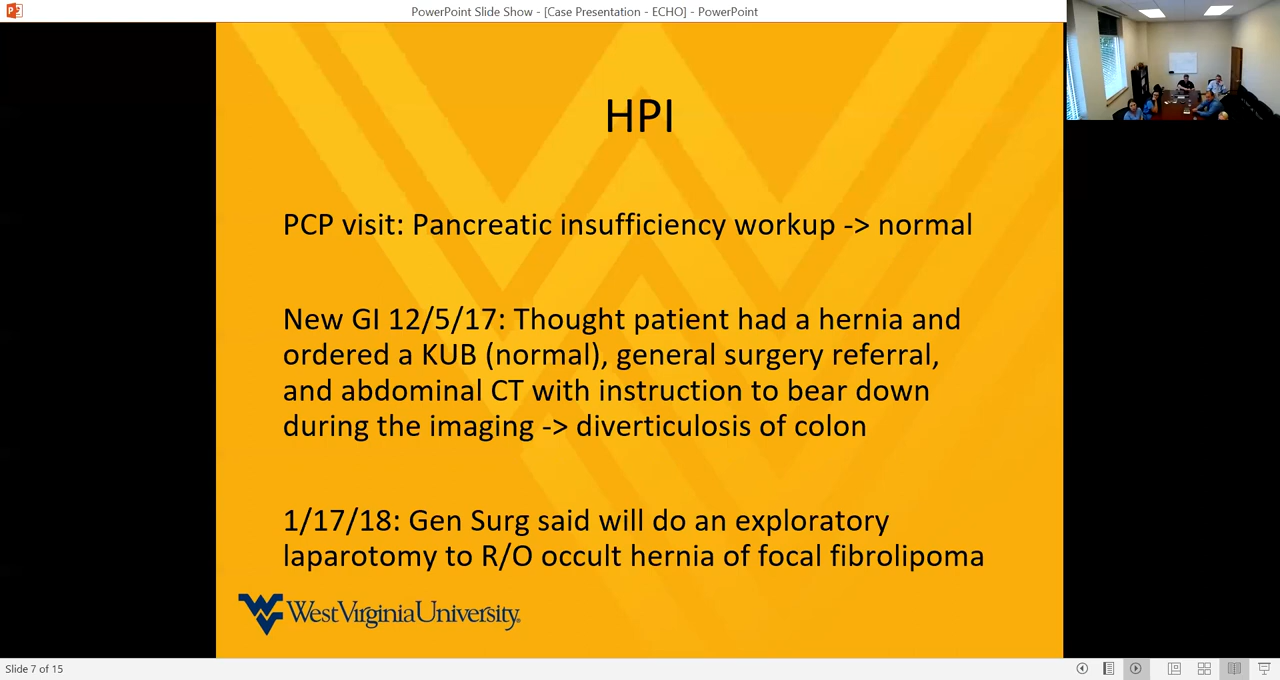 PowerPoint Slide Show - [Case Presentation - ECHO] - PowerPoint
HPI
PCP visit: Pancreatic insufficiency workup -> normal
New GI 12/5/17: Thought patient had a hernia and
ordered a KUB (normal), general surgery referral,
and abdominal CT with instruction to bear down
during the imaging -> diverticulosis of colon
1/17/18: Gen Surg said will do an exploratory
laparotomy to R/O occult hernia of focal fibrolipoma
WestVirginiaUniversity®
Slide 7 of 15